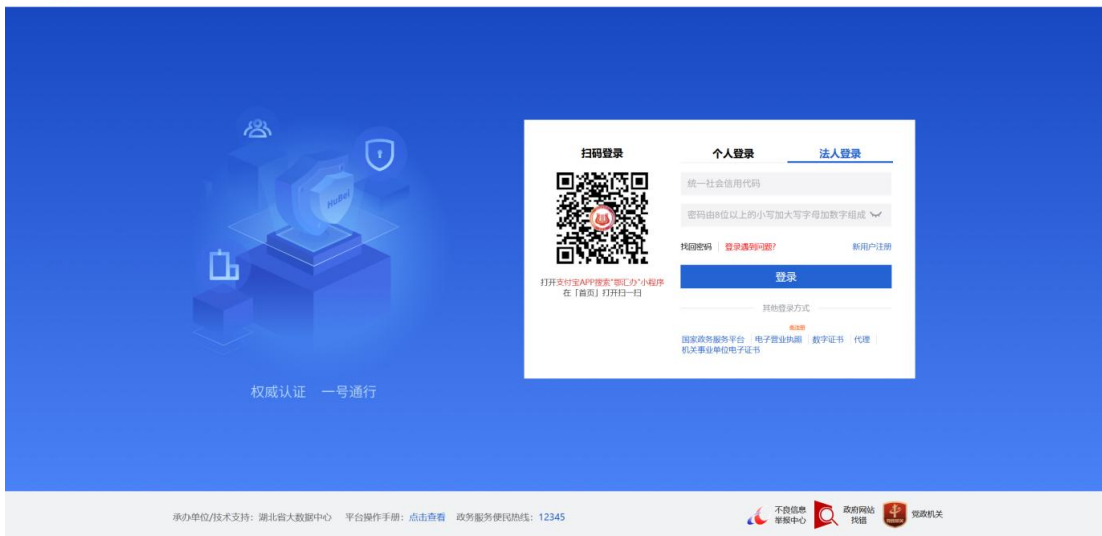 HuBei
权威认证 一号通行
扫码登录
打开支付宝APP搜索"鄂汇办"小程序
在「首页」打开扫一扫
个人登录 法人登录
统一社会信用代码
密码由8位以上的小写加大写字母加数字组成
找回密码 登录遇到问题? 新用户注册
登录
其他登录方式
免注册
国家政务服务平台 电子营业执照 数字证书 代理
机关事业单位电子证书
承办单位/技术支持：湖北省大数据中心 平台操作手册：点击查看 政务服务便民热线：12345
不良信息
举报中心
政府网站
找错
党政机关